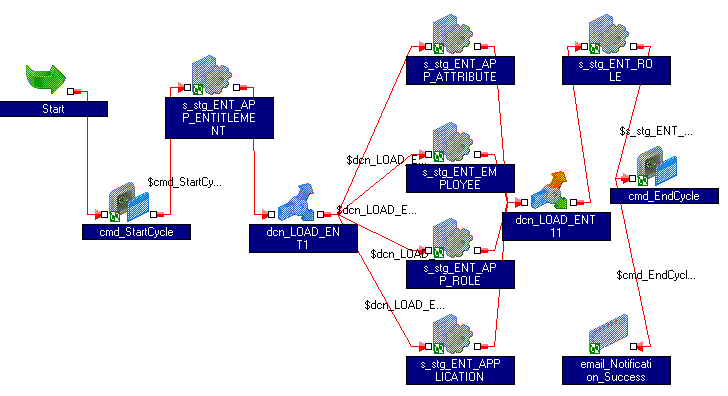 Start
$cmd_StartCy...
cmd_StartCycle
s_stg_ENT_AP
P_ENTITLEME
NT
dcn_LOAD_EN
T1
$dcn_LOAD_E...
$dcn_LOAD_E...
$dcn_LOAD_
$dcn_LOAD_E...
s_stg_ENT_AP
P_ATTRIBUTE
s_stg_ENT_EM
PLOYEE
s_stg_ENT_AP
P_ROLE
s_stg_ENT_APP
LICATION
dcn_LOAD_ENT
11
s_stg_ENT_RO
LE
$s_stg_ENT_...
cmd_EndCycle
$cmd_EndCycl...
email_Notificati
on_Success